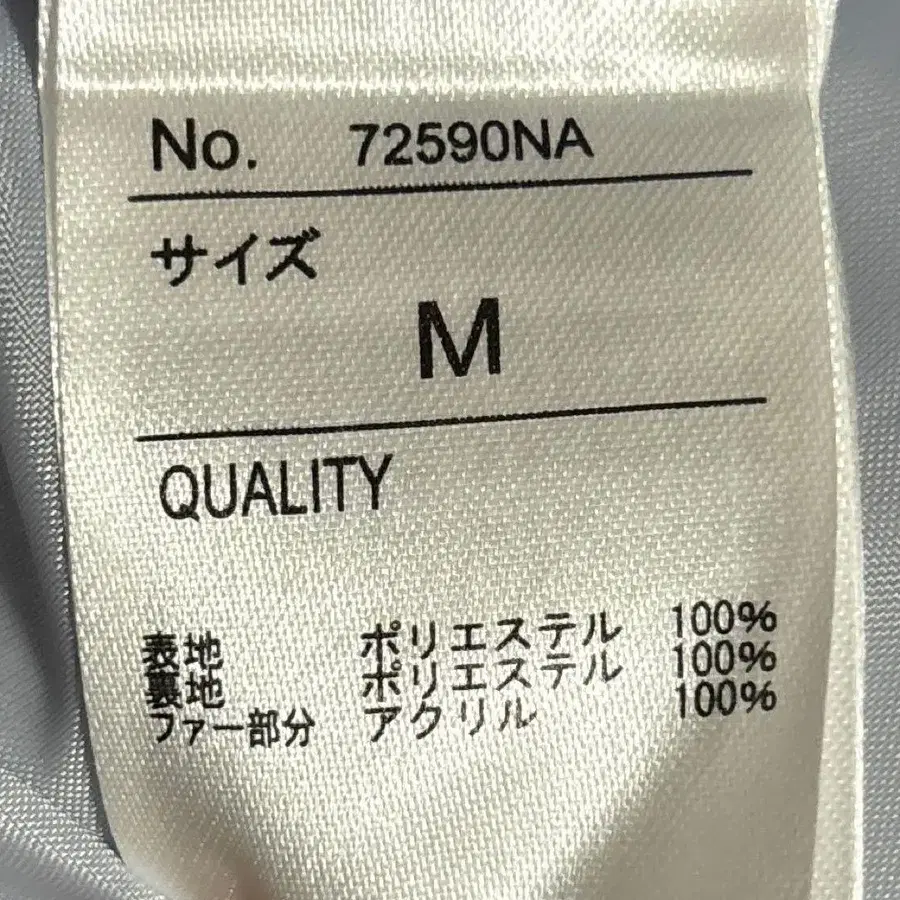 No. 72590NA
サイズ
M
QUALITY
表地 ポリエステル 100%
裏地 ポリエステル 100%
ファー部分 アクリル 100%